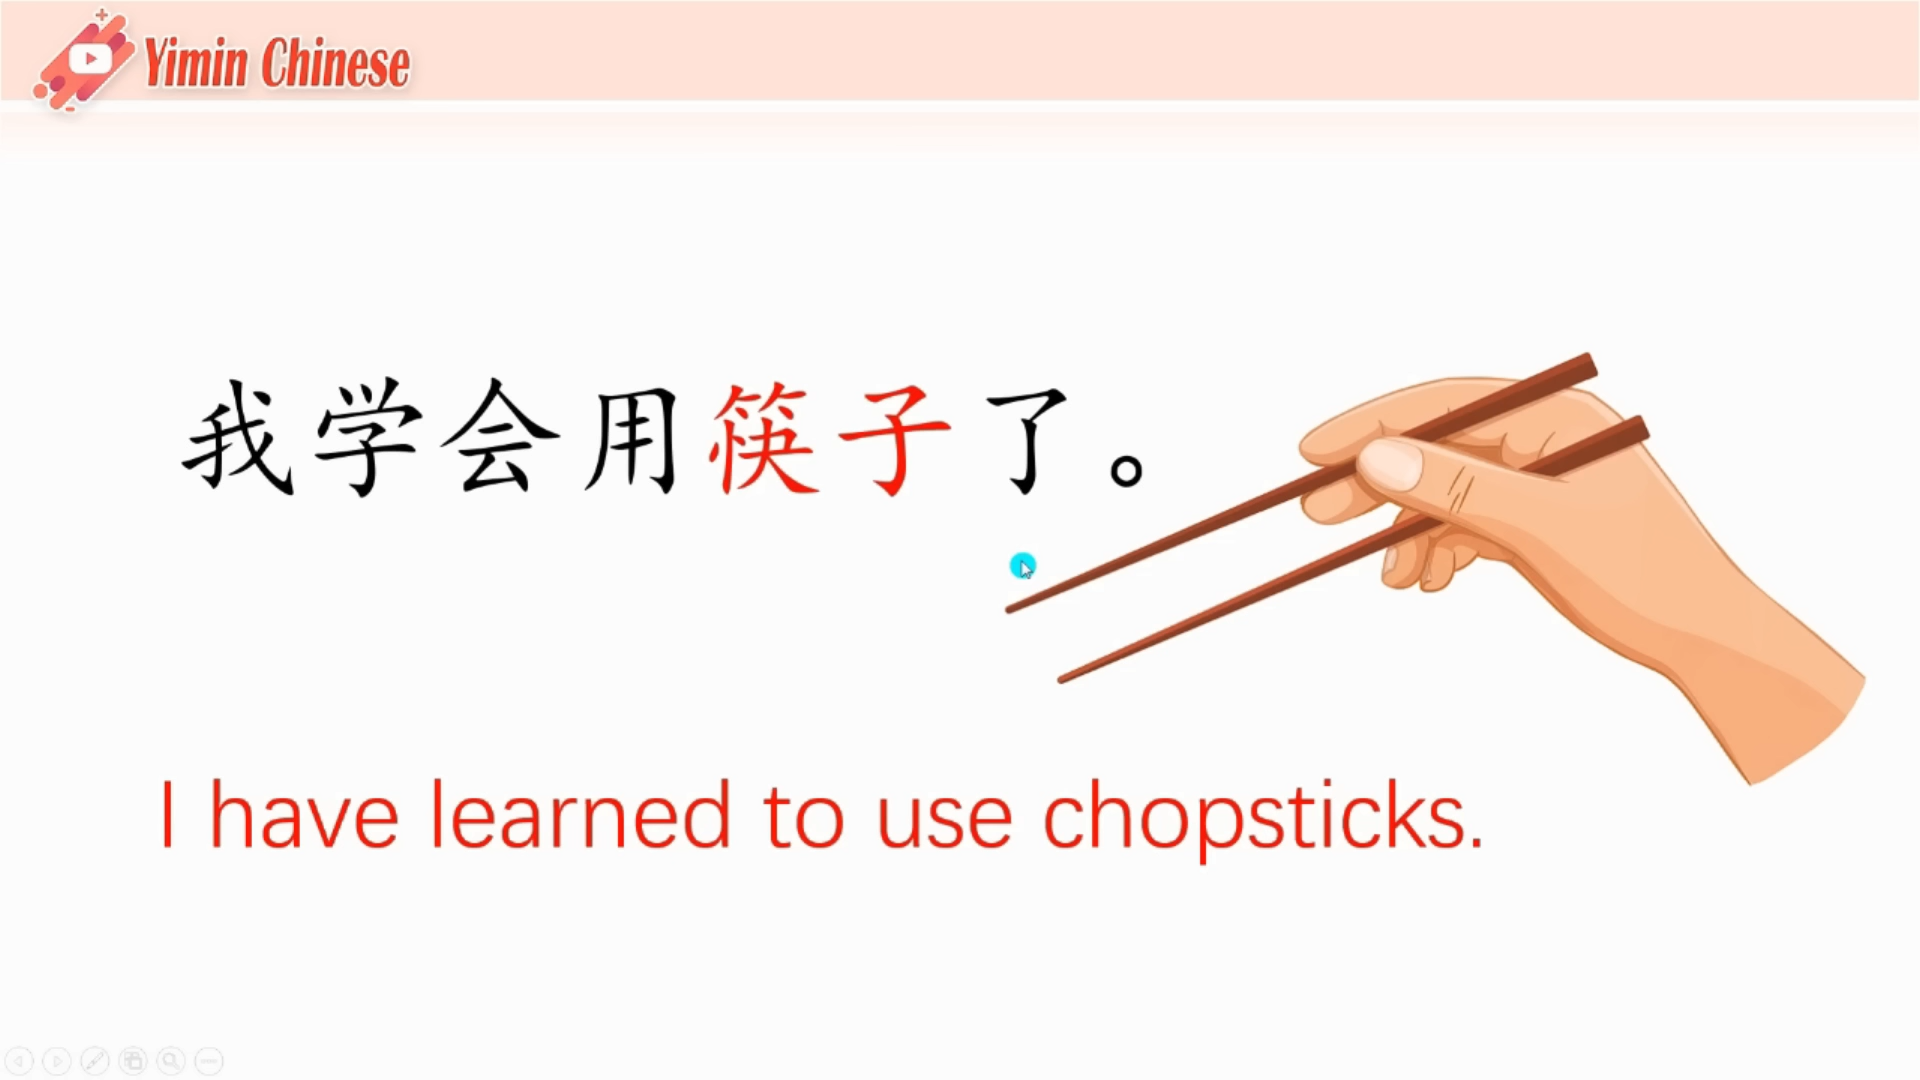 Yimin Chinese
我学会用筷子了。
I have learned to use chopsticks.